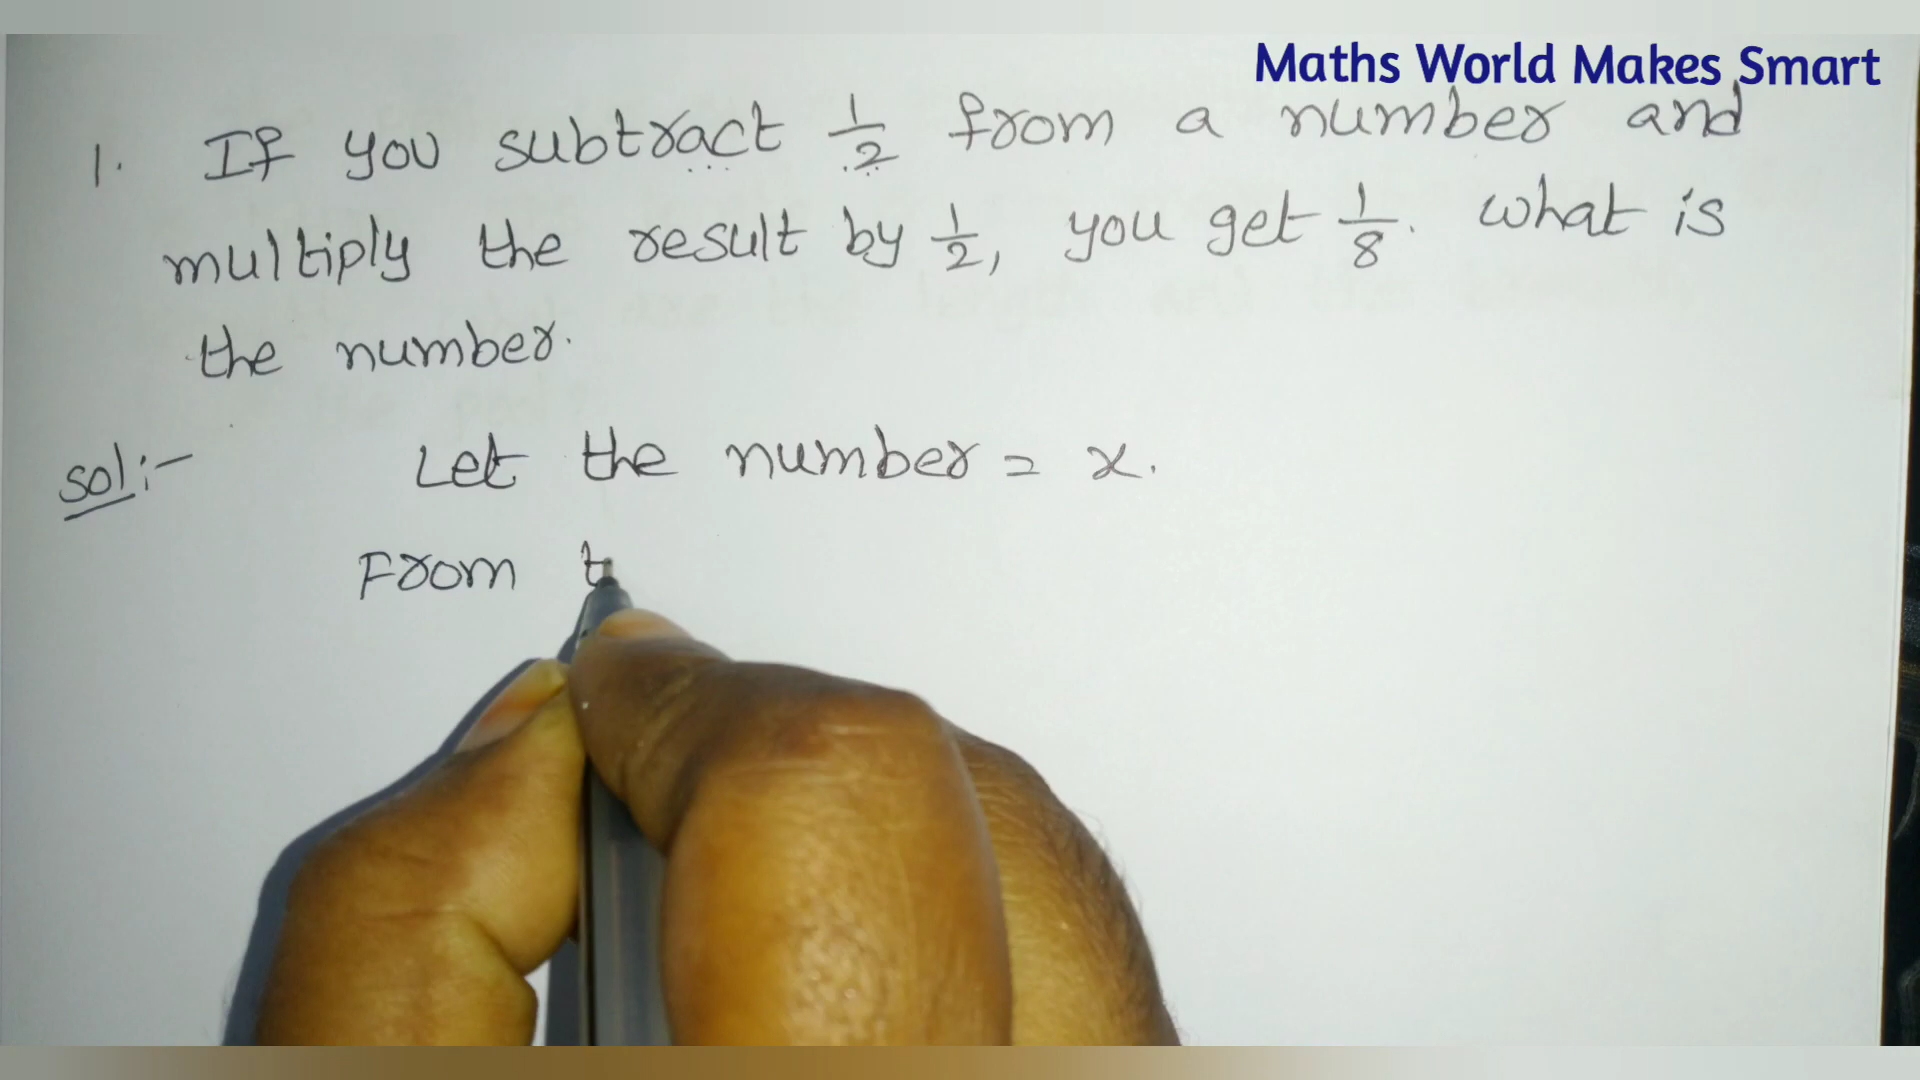 Maths World Makes Smart
1. If you subtract 1/2 from a number and
multiply the result by 1/2, you get 1/8. what is
the number.
sol:- Let the number = x.
From t